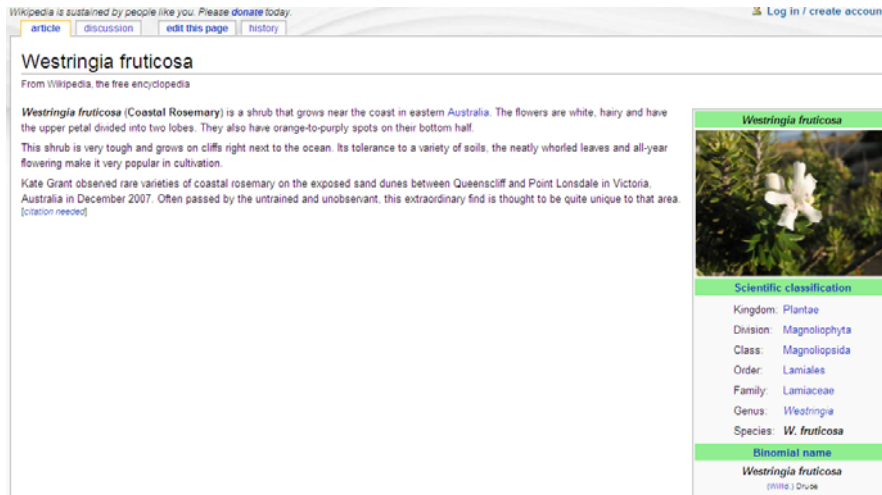 Wikipedia is sustained by people like you. Please donate today.
Log in / create accoun
article discussion edit this page history
Westringia fruticosa
From Wikipedia, the free encyclopedia
Westringia fruticosa (Coastal Rosemary) is a shrub that grows near the coast in eastern Australia. The flowers are white, hairy and have
the upper petal divided into two lobes. They also have orange-to-purply spots on their bottom half.
This shrub is very tough and grows on cliffs right next to the ocean. Its tolerance to a variety of soils, the neatly whorled leaves and all-year
flowering make it very popular in cultivation.
Kate Grant observed rare varieties of coastal rosemary on the exposed sand dunes between Queenscliff and Point Lonsdale in Victoria,
Australia in December 2007. Often passed by the untrained and unobservant, this extraordinary find is thought to be quite unique to that area.
[citation needed]
Westringia fruticosa
Scientific classification
Kingdom: Plantae
Division: Magnoliophyta
Class: Magnoliopsida
Order: Lamiales
Family: Lamiaceae
Genus: Westringia
Species: W. fruticosa
Binomial name
Westringia fruticosa
(Willd.) Druce